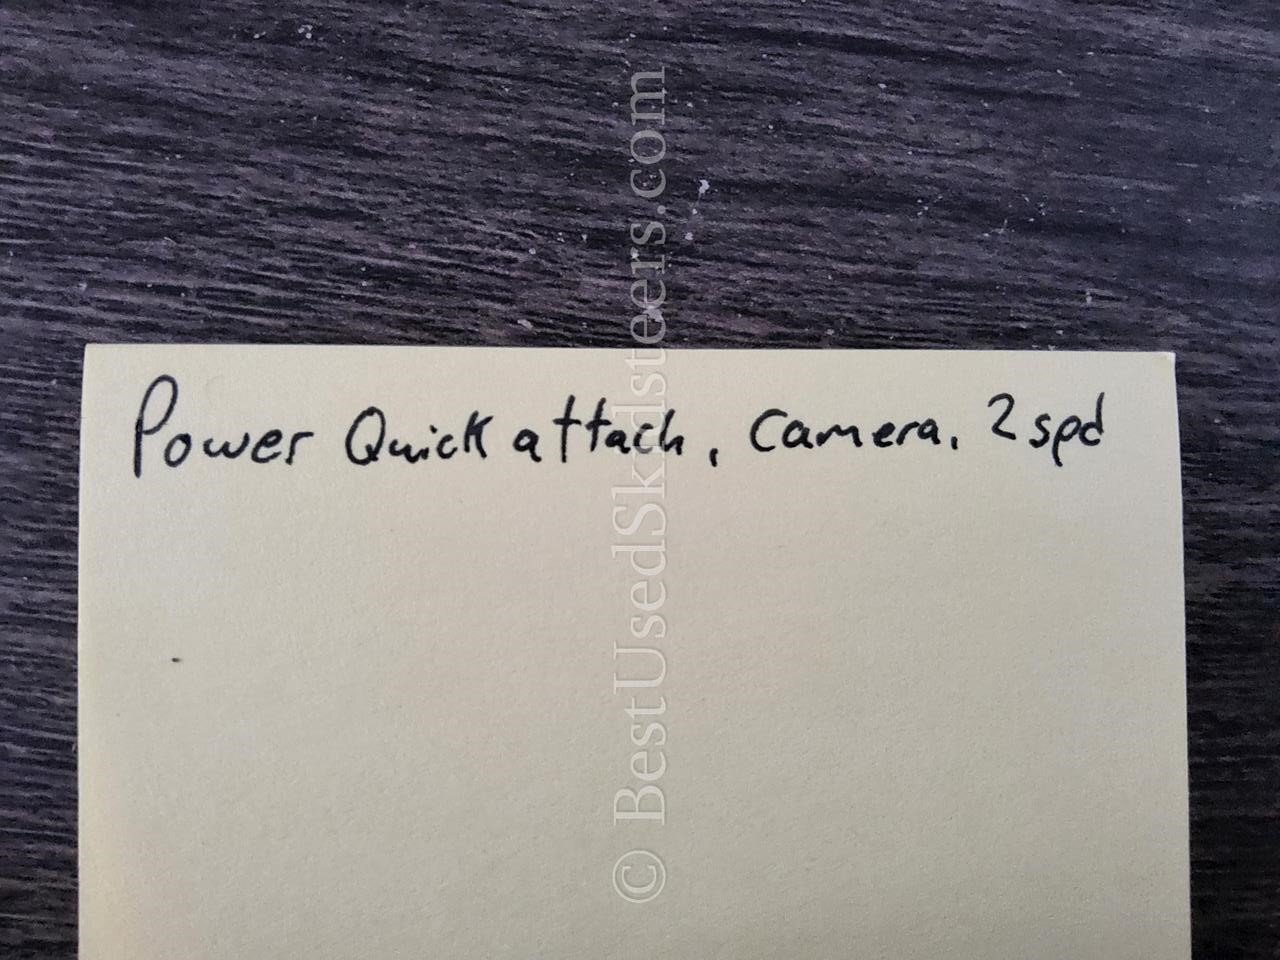 Power Quick attach, Camera, 2 spd
© BestUsedSkidsteers.com